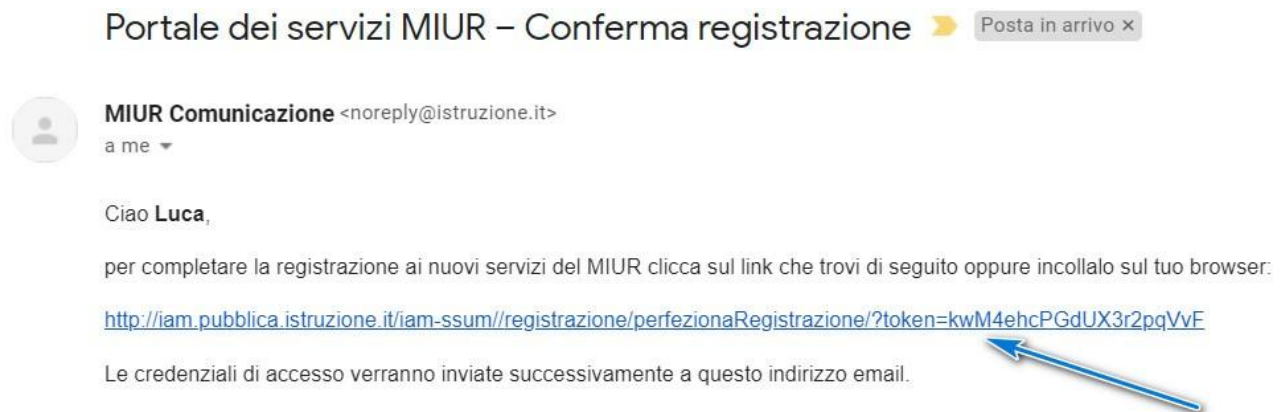 Portale dei servizi MIUR – Conferma registrazione Posta in arrivo ×
MIUR Comunicazione <noreply@istruzione.it>
a me
Ciao Luca,
per completare la registrazione ai nuovi servizi del MIUR clicca sul link che trovi di seguito oppure incollalo sul tuo browser:
http://iam.pubblica.istruzione.it/iam-ssum//registrazione/perfezionaRegistrazione/?token=kwM4ehcPGdUX3r2pqVvF
Le credenziali di accesso verranno inviate successivamente a questo indirizzo email.